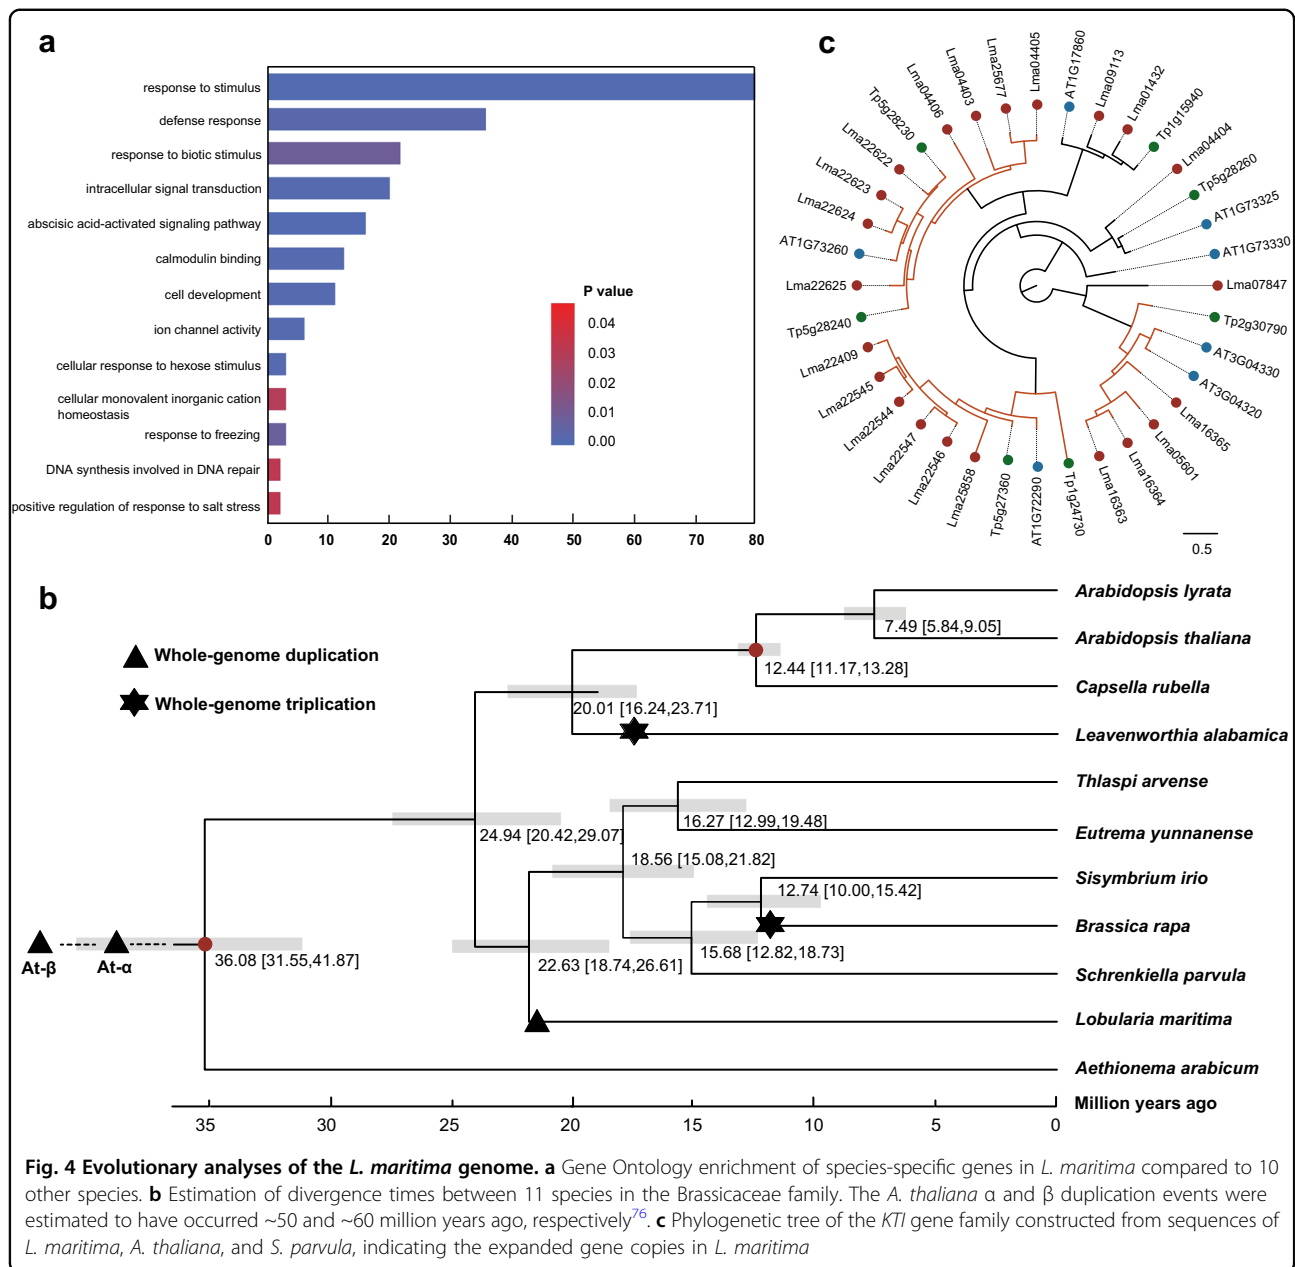 a
response to stimulus
defense response
response to biotic stimulus
intracellular signal transduction
abscisic acid-activated signaling pathway
calmodulin binding
cell development
ion channel activity
cellular response to hexose stimulus
cellular monovalent inorganic cation
homeostasis
response to freezing
DNA synthesis involved in DNA repair
positive regulation of response to salt stress
0 10 20 30 40 50 60 70 80
P value
0.04
0.03
0.02
0.01
0.00
c
Lma04405
AT1G17860
Lma09113
Lma01432
Tp1g15940
Lma04404
Tp5g28260
AT1G73325
AT1G73330
Lma07847
Tp2g30790
AT3G04330
AT3G04320
Lma16365
Lma05601
Lma16364
Lma16363
Tp1g24730
AT1G72290
Tp5g27360
Lma25858
Lma22546
Lma22547
Lma22544
Lma22545
Lma22409
Tp5g28240
Lma22625
AT1G73260
Lma22624
Lma22623
Lma22622
Tp5g28230
Lma04406
Lma04403
Lma25677
0.5
b
Whole-genome duplication
Whole-genome triplication
Arabidopsis lyrata
7.49 [5.84,9.05]
Arabidopsis thaliana
12.44 [11.17,13.28]
Capsella rubella
20.01 [16.24,23.71]
Leavenworthia alabamica
Thlaspi arvense
16.27 [12.99,19.48]
Eutrema yunnanense
24.94 [20.42,29.07]
18.56 [15.08,21.82]
Sisymbrium irio
12.74 [10.00,15.42]
Brassica rapa
15.68 [12.82,18.73]
Schrenkiella parvula
22.63 [18.74,26.61]
36.08 [31.55,41.87]
At-β
At-α
Lobularia maritima
Aethionema arabicum
Million years ago
35 30 25 20 15 10 5 0
Fig. 4 Evolutionary analyses of the L. maritima genome. a Gene Ontology enrichment of species-specific genes in L. maritima compared to 10
other species. b Estimation of divergence times between 11 species in the Brassicaceae family. The A. thaliana α and β duplication events were
estimated to have occurred ~50 and ~60 million years ago, respectively76. c Phylogenetic tree of the KTI gene family constructed from sequences of
L. maritima, A. thaliana, and S. parvula, indicating the expanded gene copies in L. maritima